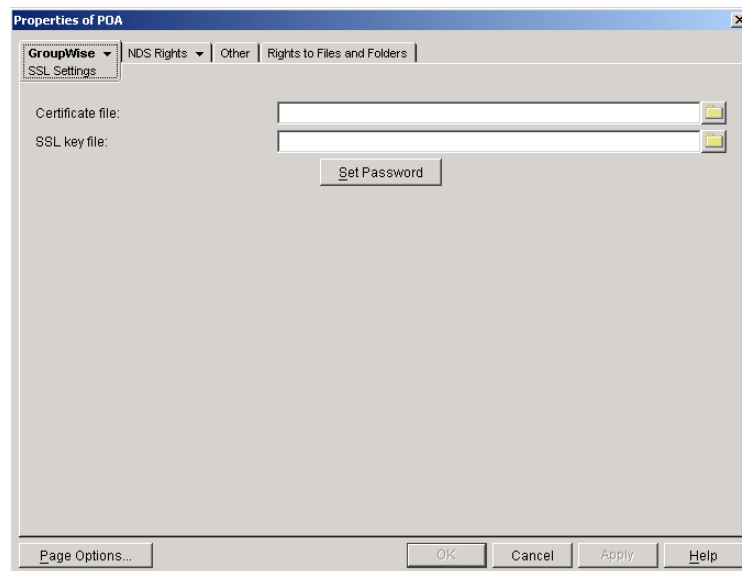 Properties of POA
GroupWise NDS Rights Other Rights to Files and Folders
SSL Settings
Certificate file:
SSL key file:
Set Password
Page Options... OK Cancel Apply Help